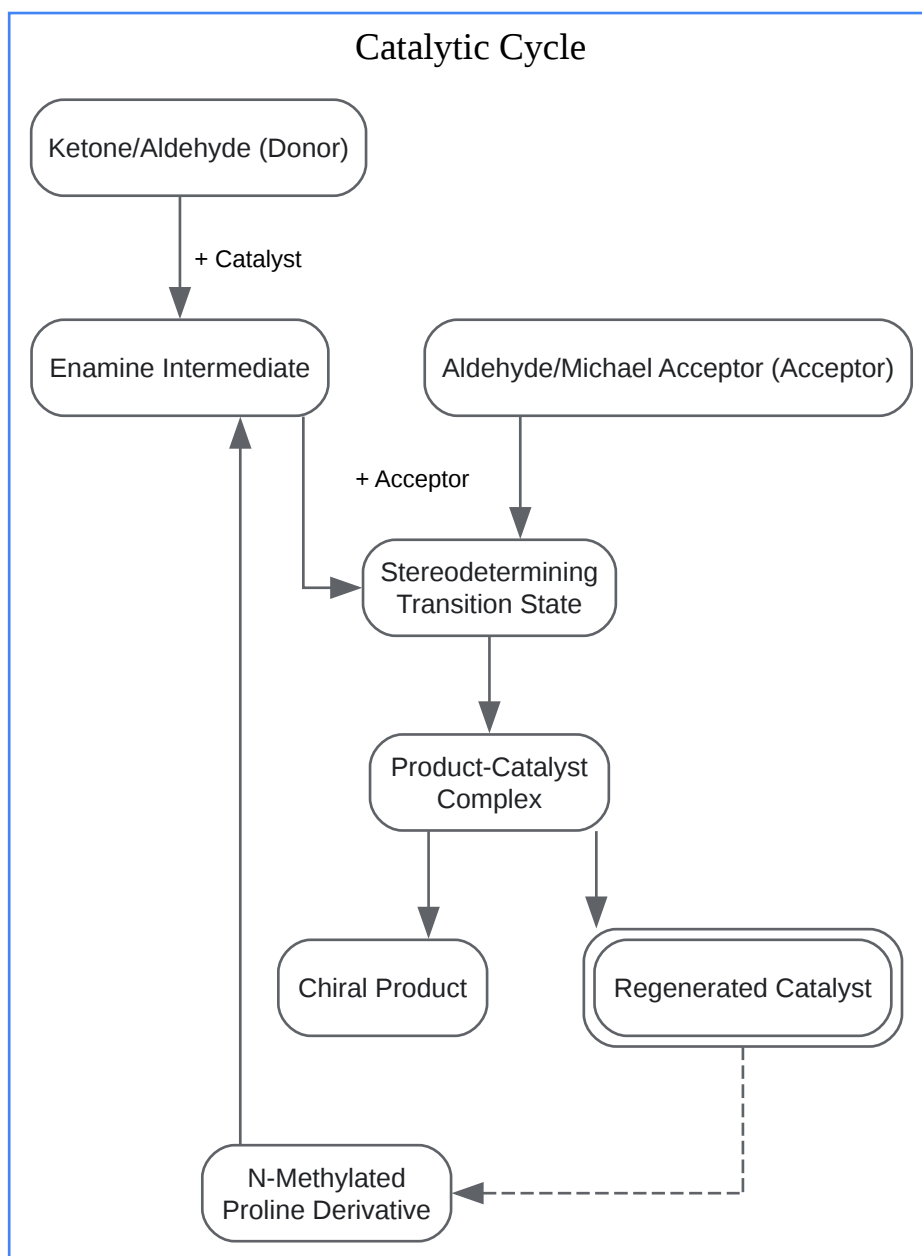 Catalytic Cycle
Ketone/Aldehyde (Donor)
+ Catalyst
Enamine Intermediate
Aldehyde/Michael Acceptor (Acceptor)
+ Acceptor
Stereodetermining
Transition State
Product-Catalyst
Complex
Chiral Product
Regenerated Catalyst
N-Methylated
Proline Derivative